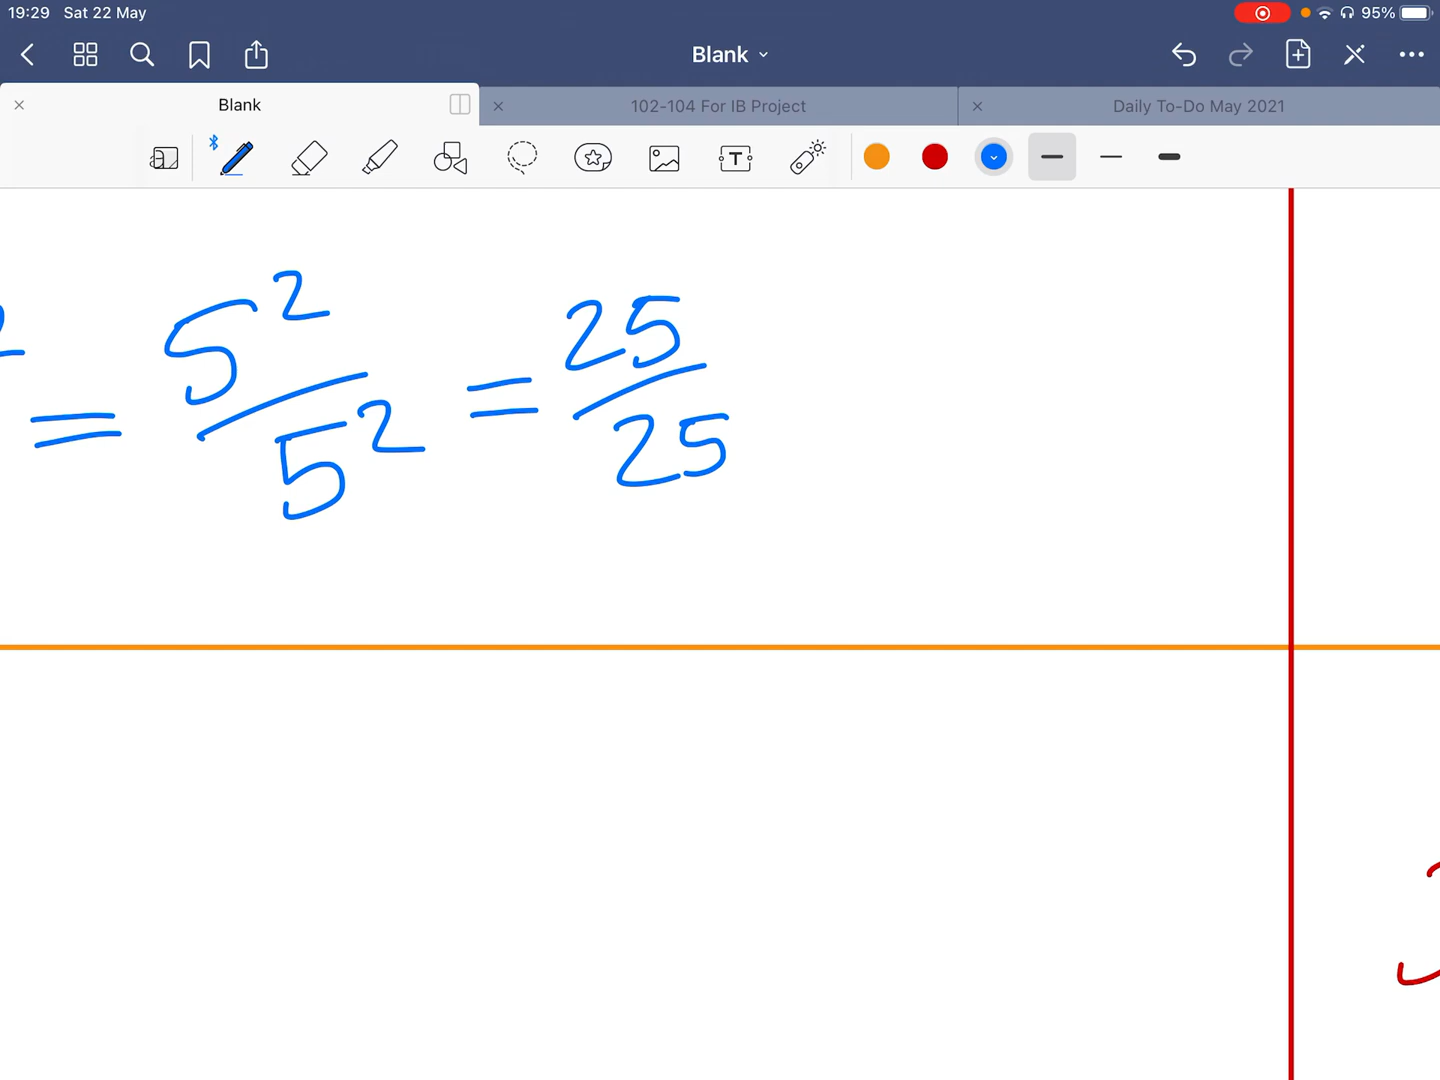 19:29 Sat 22 May 95%
Blank
Blank 102-104 For IB Project Daily To-Do May 2021
T
= 5²/5² = 25/25